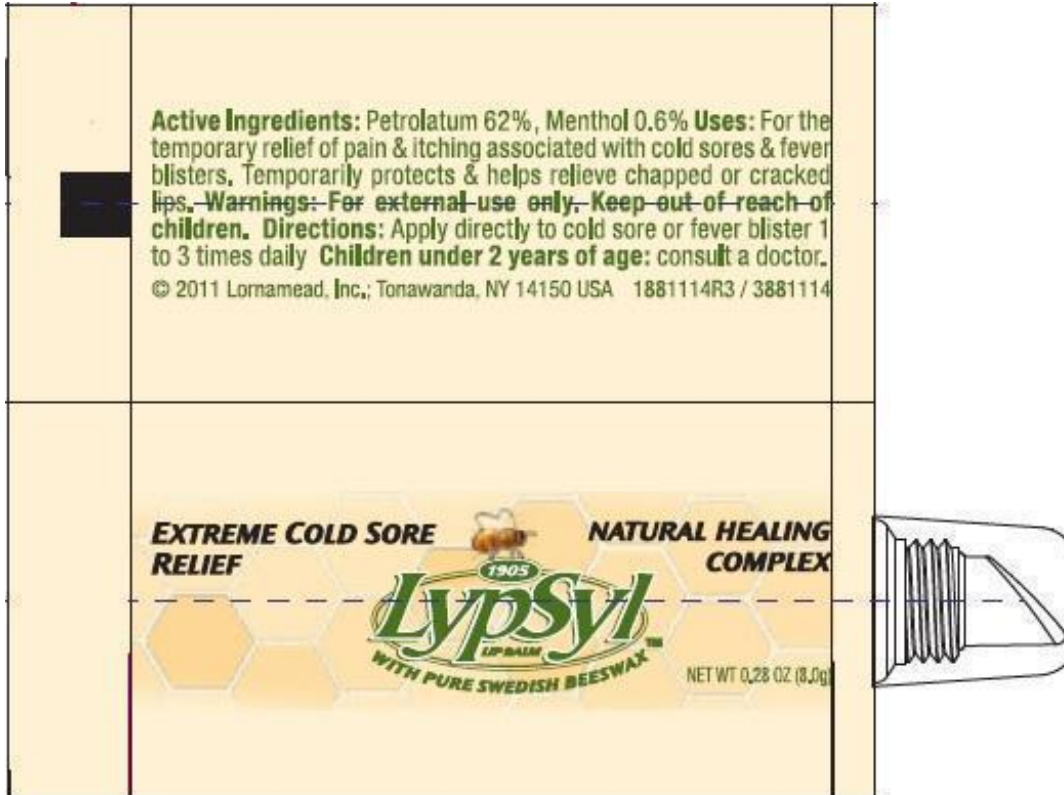 Active Ingredients: Petrolatum 62%, Menthol 0.6% Uses: For the
temporary relief of pain & itching associated with cold sores & fever
blisters. Temporarily protects & helps relieve chapped or cracked
lips. Warnings: For external use only. Keep out of reach of
children. Directions: Apply directly to cold sore or fever blister 1
to 3 times daily Children under 2 years of age: consult a doctor.
© 2011 Lornamead, Inc.; Tonawanda, NY 14150 USA 1881114R3 / 3881114
EXTREME COLD SORE
RELIEF
NATURAL HEALING
COMPLEX
1905
LypSyl
LIP BALM
WITH PURE SWEDISH BEESWAX™
NET WT 0.28 OZ (8.0g)